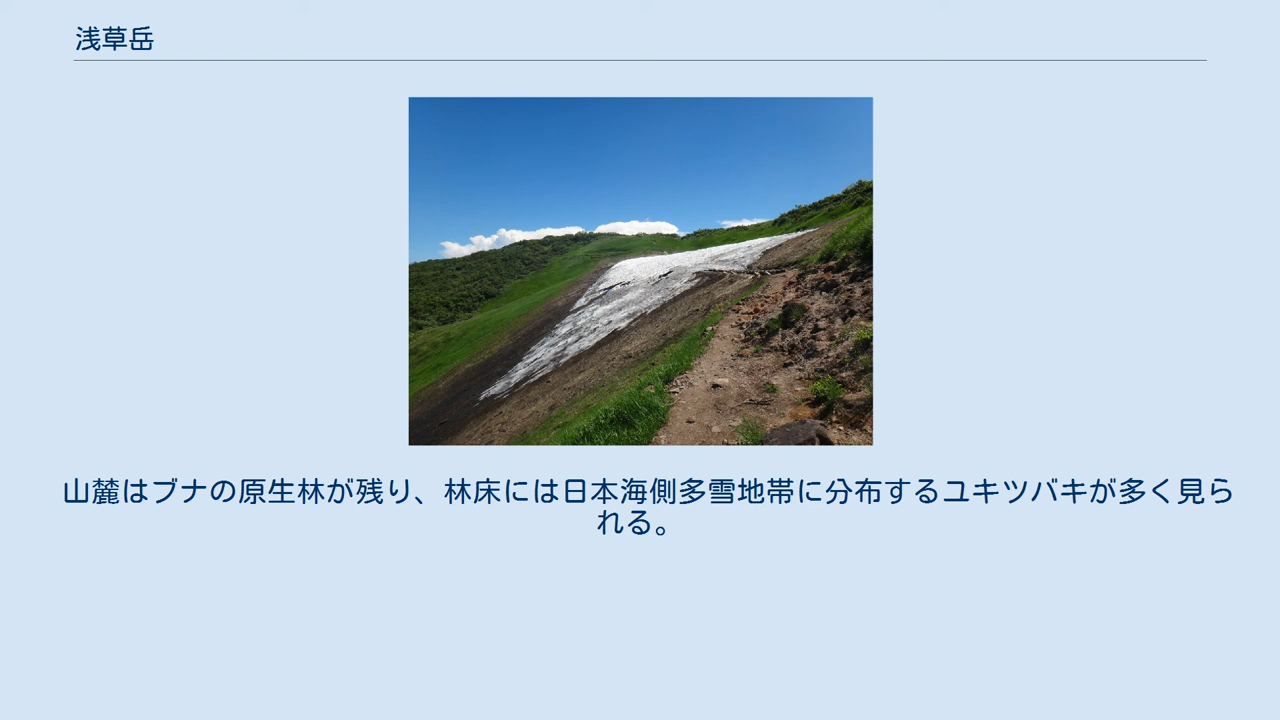 浅草岳
山麓はブナの原生林が残り、林床には日本海側多雪地帯に分布するユキツバキが多く見ら
れる。